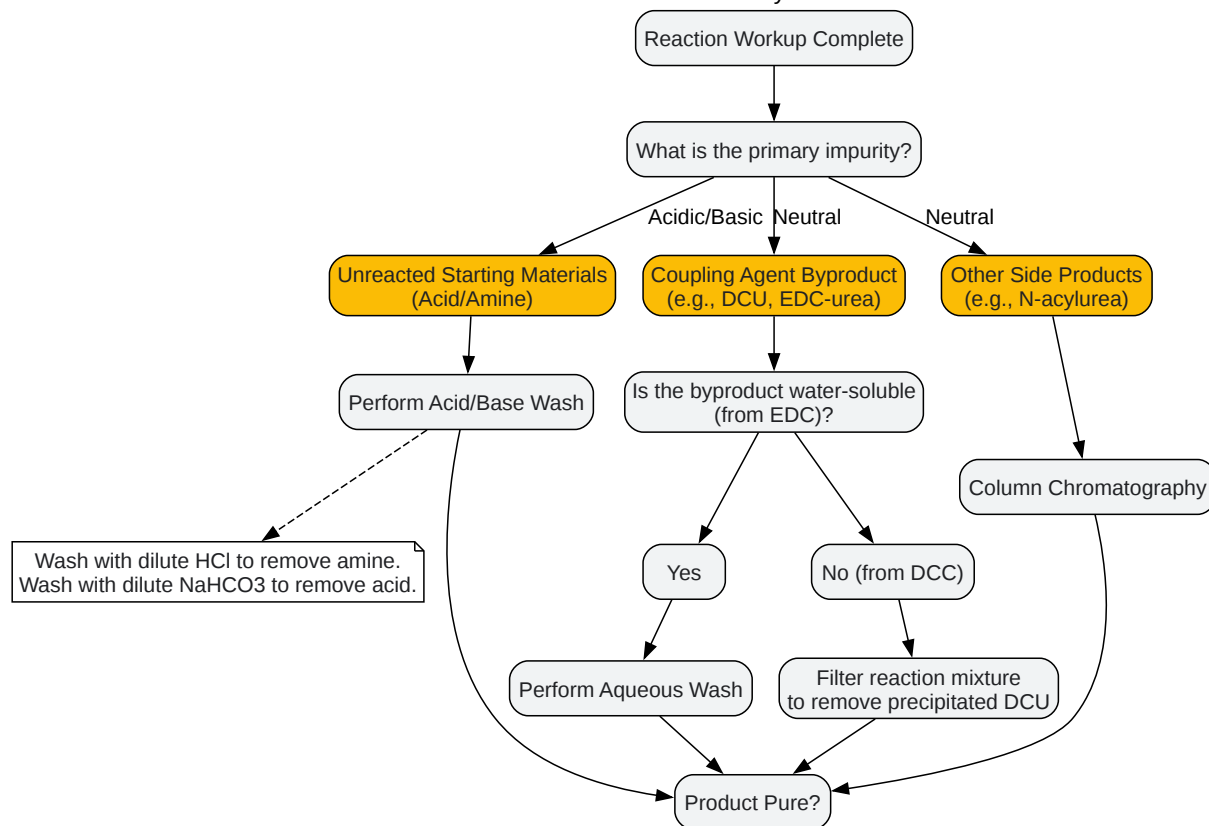 Reaction Workup Complete
What is the primary impurity?
Acidic/Basic
Neutral
Neutral
Unreacted Starting Materials
(Acid/Amine)
Coupling Agent Byproduct
(e.g., DCU, EDC-urea)
Other Side Products
(e.g., N-acylurea)
Perform Acid/Base Wash
Is the byproduct water-soluble
(from EDC)?
Column Chromatography
Wash with dilute HCl to remove amine.
Wash with dilute NaHCO3 to remove acid.
Yes
No (from DCC)
Perform Aqueous Wash
Filter reaction mixture
to remove precipitated DCU
Product Pure?